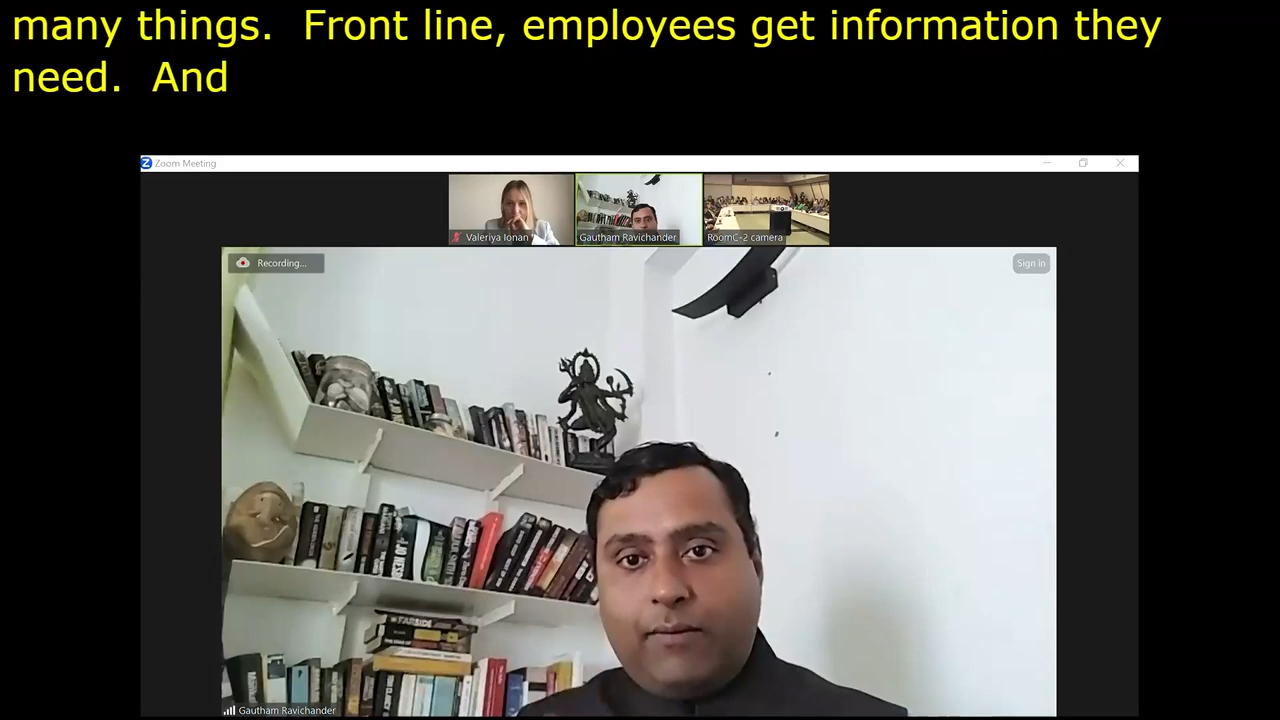 many things.  Front line, employees get information they
need.  And
Zoom Meeting
Valeriya Ionan
Gautham Ravichander
RoomC-2 camera
Recording...
Sign in
FARSIDE
Gautham Ravichander